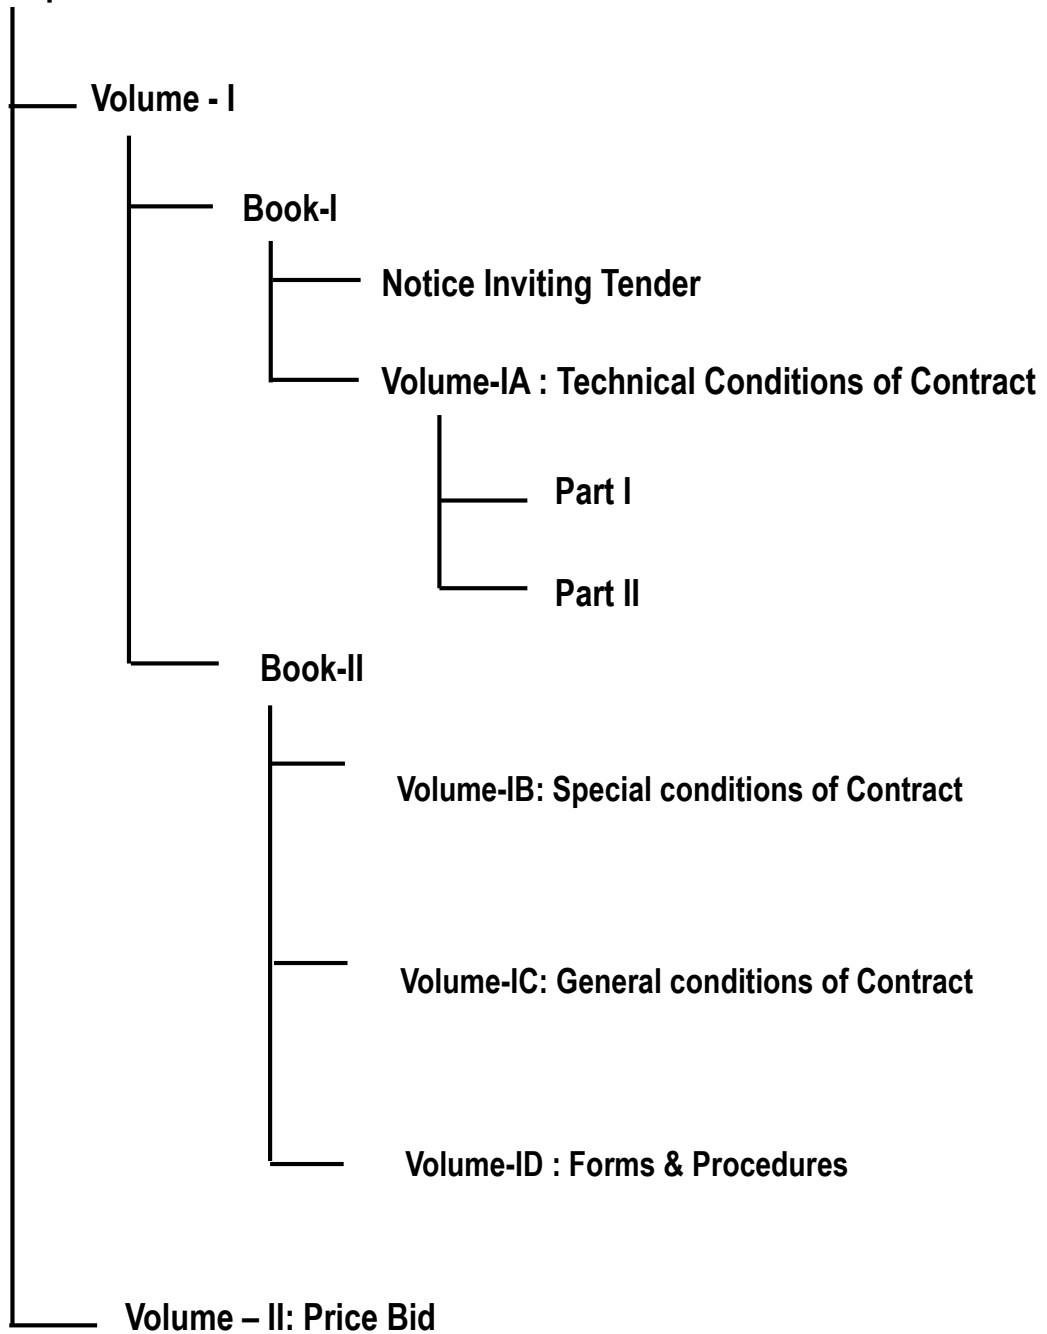 Volume - I
Book-I
Notice Inviting Tender
Volume-IA : Technical Conditions of Contract
Part I
Part II
Book-II
Volume-IB: Special conditions of Contract
Volume-IC: General conditions of Contract
Volume-ID : Forms & Procedures
Volume – II: Price Bid